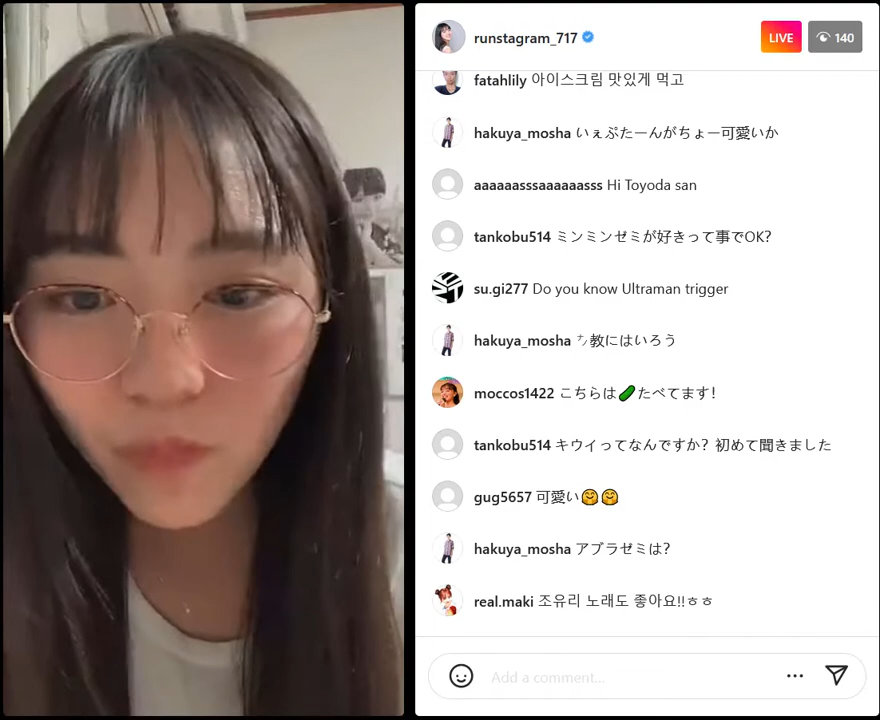 runstagram_717
LIVE
140
fatahlily 아이스크림 맛있게 먹고
hakuya_mosha いぇぷたーんがちょー可愛いか
aaaaaasssaaaaaasss Hi Toyoda san
tankobu514 ミンミンゼミが好きって事でOK?
su.gi277 Do you know Ultraman trigger
hakuya_mosha ㄘ教にはいろう
moccos1422 こちらは🥒たべてます!
tankobu514 キウイってなんですか? 初めて聞きました
gug5657 可愛い🤗🤗
hakuya_mosha アブラゼミは?
real.maki 조유리 노래도 좋아요!!ㅎㅎ
Add a comment...